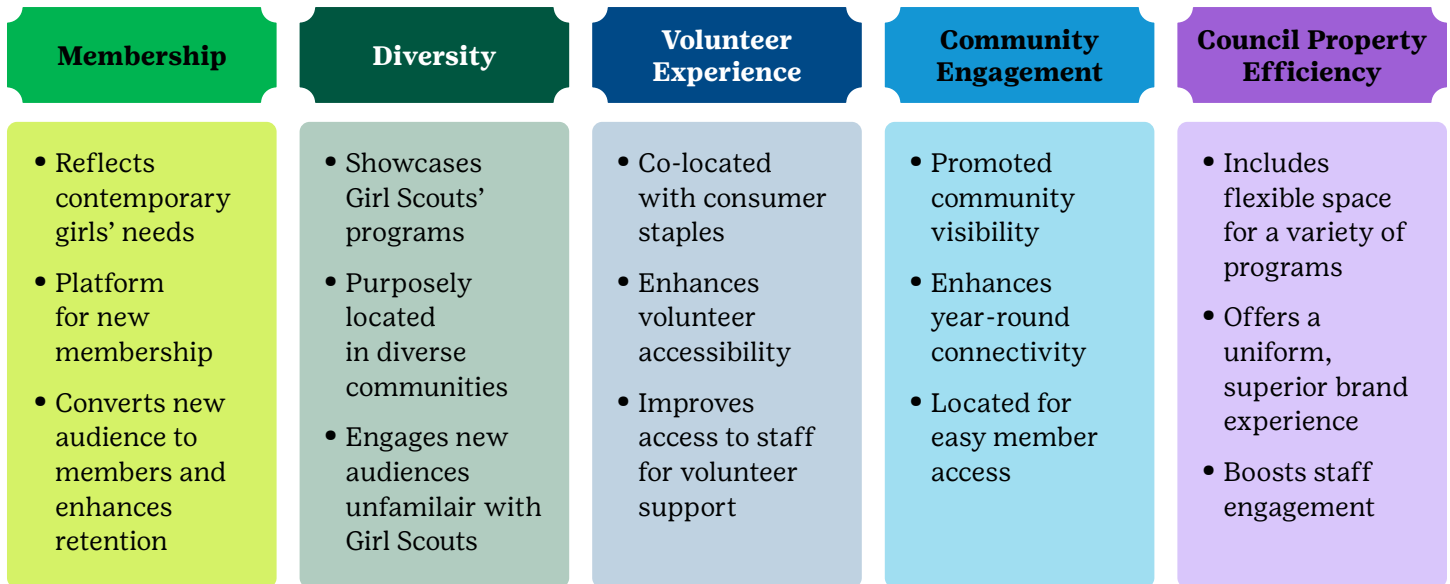 Membership
• Reflects
contemporary
girls’ needs
• Platform
for new
membership
• Converts new
audience to
members and
enhances
retention
Diversity
• Showcases
Girl Scouts’
programs
• Purposely
located
in diverse
communities
• Engages new
audiences
unfamilair with
Girl Scouts
Volunteer
Experience
• Co-located
with consumer
staples
• Enhances
volunteer
accessibility
• Improves
access to staff
for volunteer
support
Community
Engagement
• Promoted
community
visibility
• Enhances
year-round
connectivity
• Located for
easy member
access
Council Property
Efficiency
• Includes
flexible space
for a variety of
programs
• Offers a
uniform,
superior brand
experience
• Boosts staff
engagement